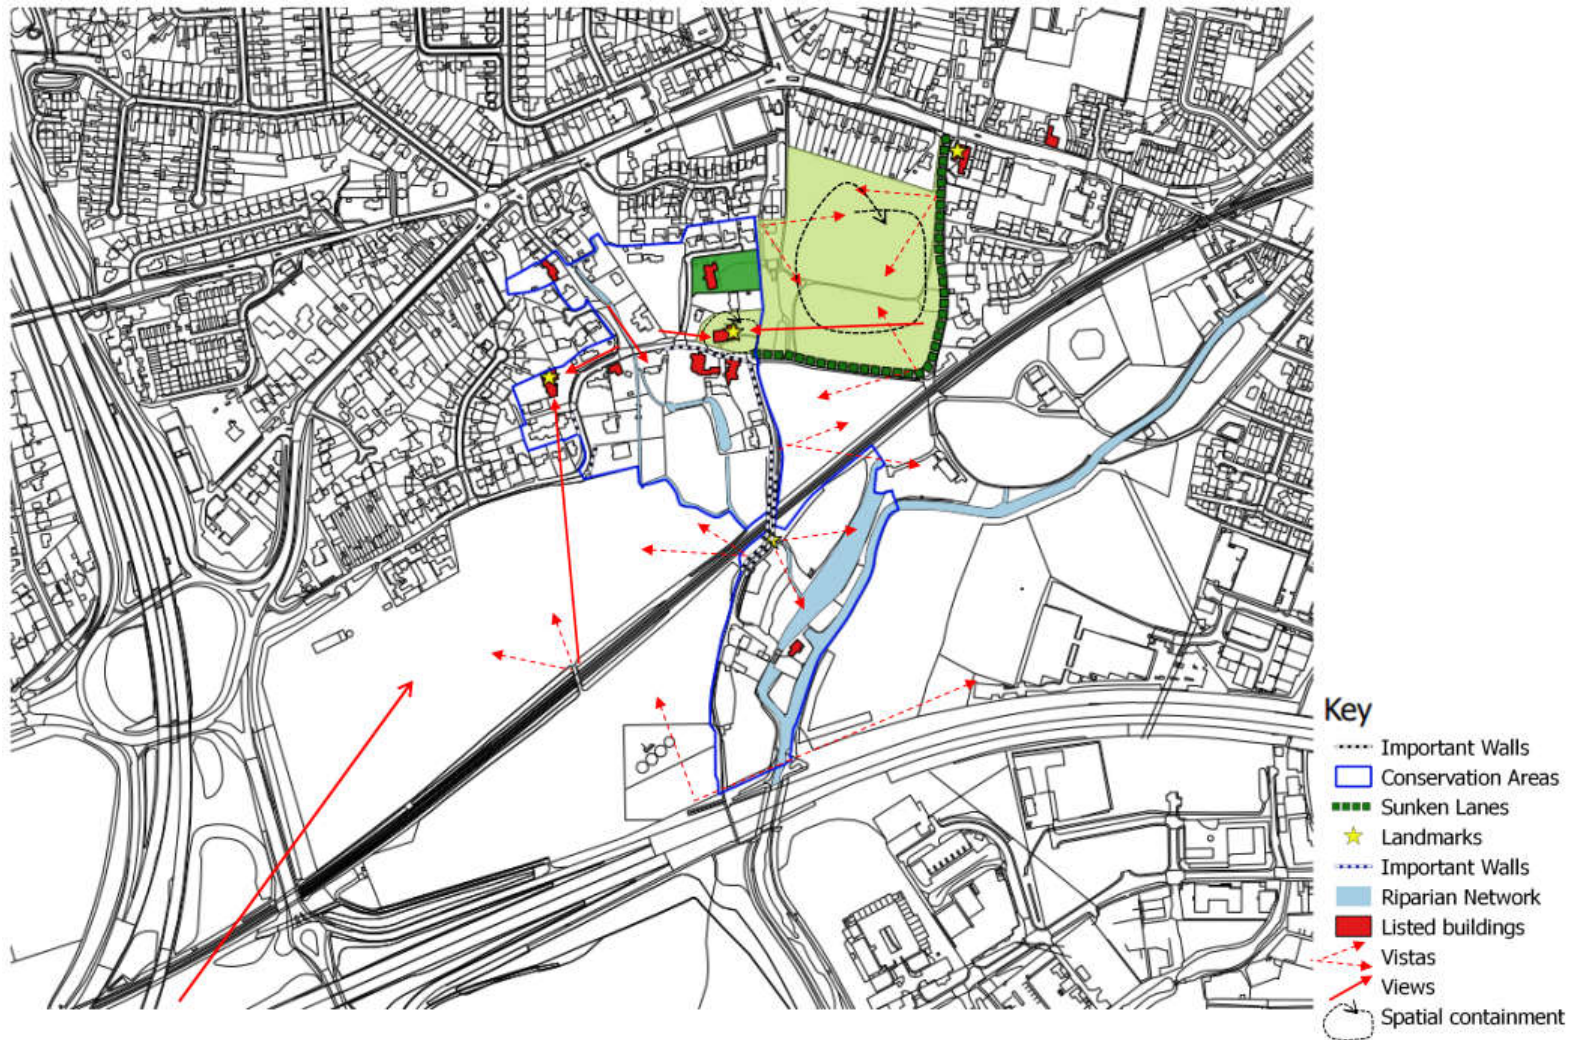 Key
Important Walls
Conservation Areas
Sunken Lanes
Landmarks
Important Walls
Riparian Network
Listed buildings
Vistas
Views
Spatial containment